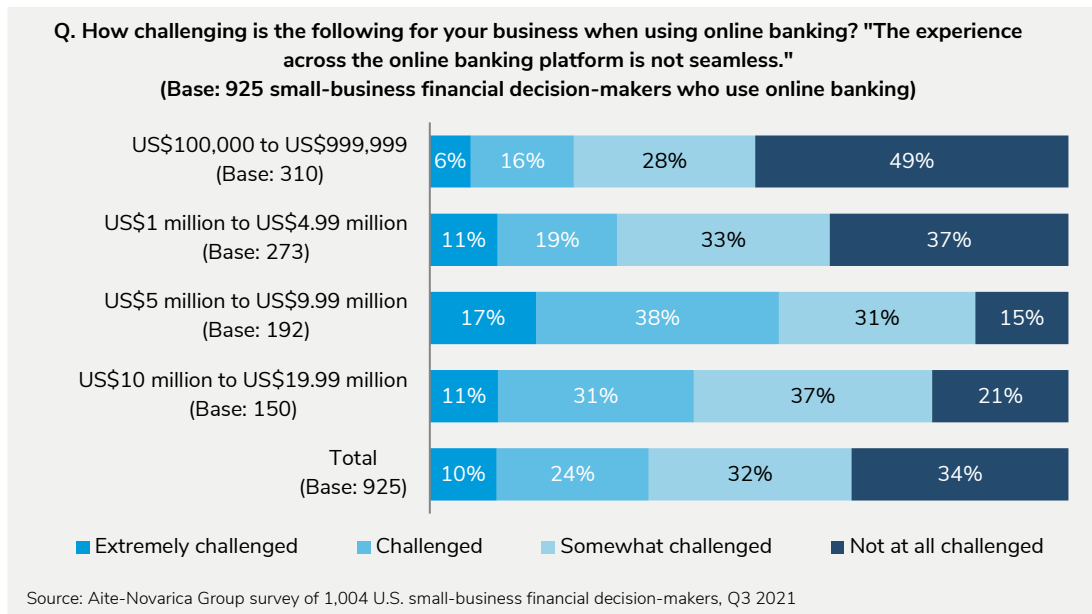 Q. How challenging is the following for your business when using online banking? "The experience
across the online banking platform is not seamless."
(Base: 925 small-business financial decision-makers who use online banking)
US$100,000 to US$999,999
(Base: 310)
6% 16% 28% 49%
US$1 million to US$4.99 million
(Base: 273)
11% 19% 33% 37%
US$5 million to US$9.99 million
(Base: 192)
17% 38% 31% 15%
US$10 million to US$19.99 million
(Base: 150)
11% 31% 37% 21%
Total
(Base: 925)
10% 24% 32% 34%
Extremely challenged Challenged Somewhat challenged Not at all challenged
Source: Aite-Novarica Group survey of 1,004 U.S. small-business financial decision-makers, Q3 2021